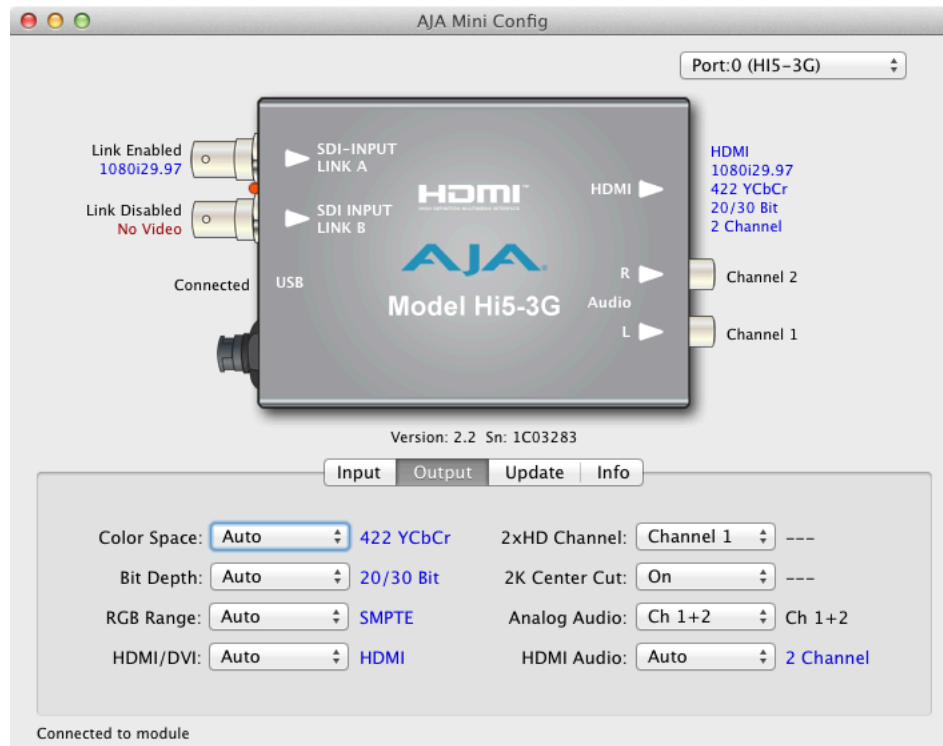 AJA Mini Config
Port:0 (HI5-3G)
Link Enabled
1080i29.97
Link Disabled
No Video
Connected
SDI-INPUT
LINK A
SDI INPUT
LINK B
USB
HDMI™
HIGH DEFINITION MULTIMEDIA INTERFACE
AJA
Model Hi5-3G
HDMI
R
Audio
L
HDMI
1080i29.97
422 YCbCr
20/30 Bit
2 Channel
Channel 2
Channel 1
Version: 2.2 Sn: 1C03283
Input Output Update Info
Color Space: Auto 422 YCbCr
Bit Depth: Auto 20/30 Bit
RGB Range: Auto SMPTE
HDMI/DVI: Auto HDMI
2xHD Channel: Channel 1 ---
2K Center Cut: On ---
Analog Audio: Ch 1+2 Ch 1+2
HDMI Audio: Auto 2 Channel
Connected to module